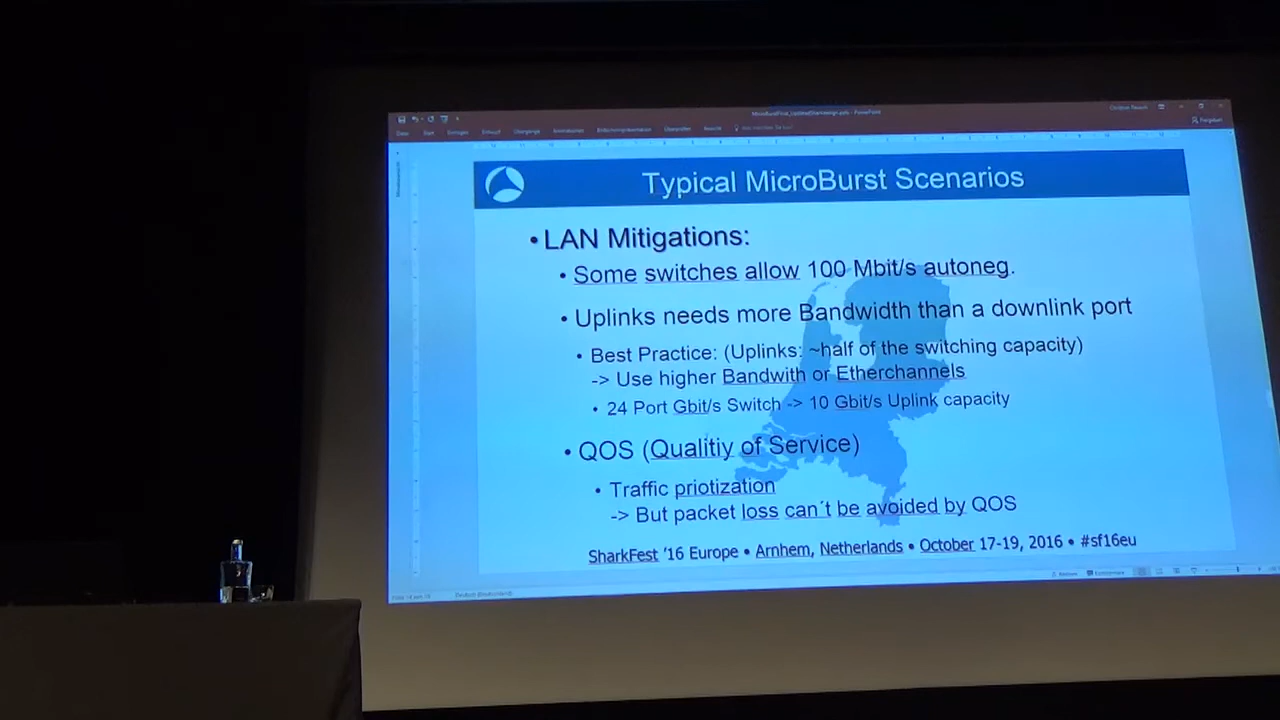 Typical MicroBurst Scenarios
• LAN Mitigations:
• Some switches allow 100 Mbit/s autoneg.
• Uplinks needs more Bandwidth than a downlink port
• Best Practice: (Uplinks: ~half of the switching capacity)
-> Use higher Bandwith or Etherchannels
• 24 Port Gbit/s Switch -> 10 Gbit/s Uplink capacity
• QOS (Qualitiy of Service)
• Traffic priotization
-> But packet loss can´t be avoided by QOS
SharkFest '16 Europe • Arnhem, Netherlands • October 17-19, 2016 • #sf16eu